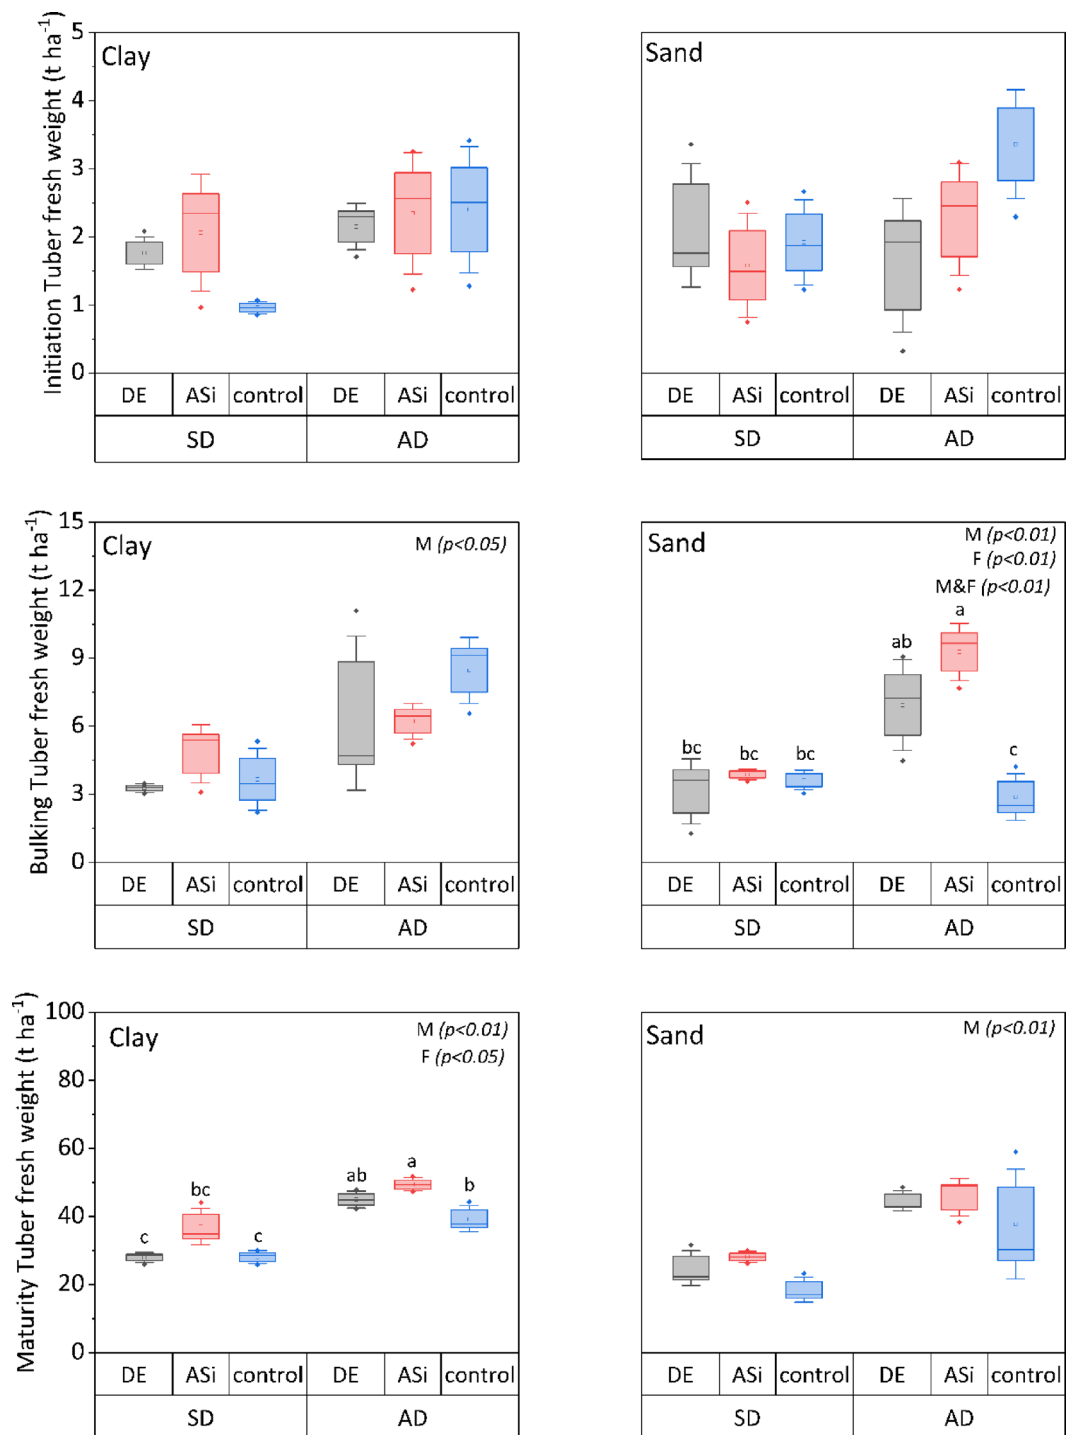 Initiation Tuber fresh weight (t ha⁻¹)
5
4
3
2
1
0
Clay
DE ASi control DE ASi control
SD AD
Sand
DE ASi control DE ASi control
SD AD
Bulking Tuber fresh weight (t ha⁻¹)
15
12
9
6
3
0
Clay
M (p<0.05)
DE ASi control DE ASi control
SD AD
Sand
M (p<0.01)
F (p<0.01)
M&F (p<0.01)
bc bc bc ab a c
DE ASi control DE ASi control
SD AD
Maturity Tuber fresh weight (t ha⁻¹)
100
80
60
40
20
0
Clay
M (p<0.01)
F (p<0.05)
c bc c ab a b
DE ASi control DE ASi control
SD AD
Sand
M (p<0.01)
DE ASi control DE ASi control
SD AD